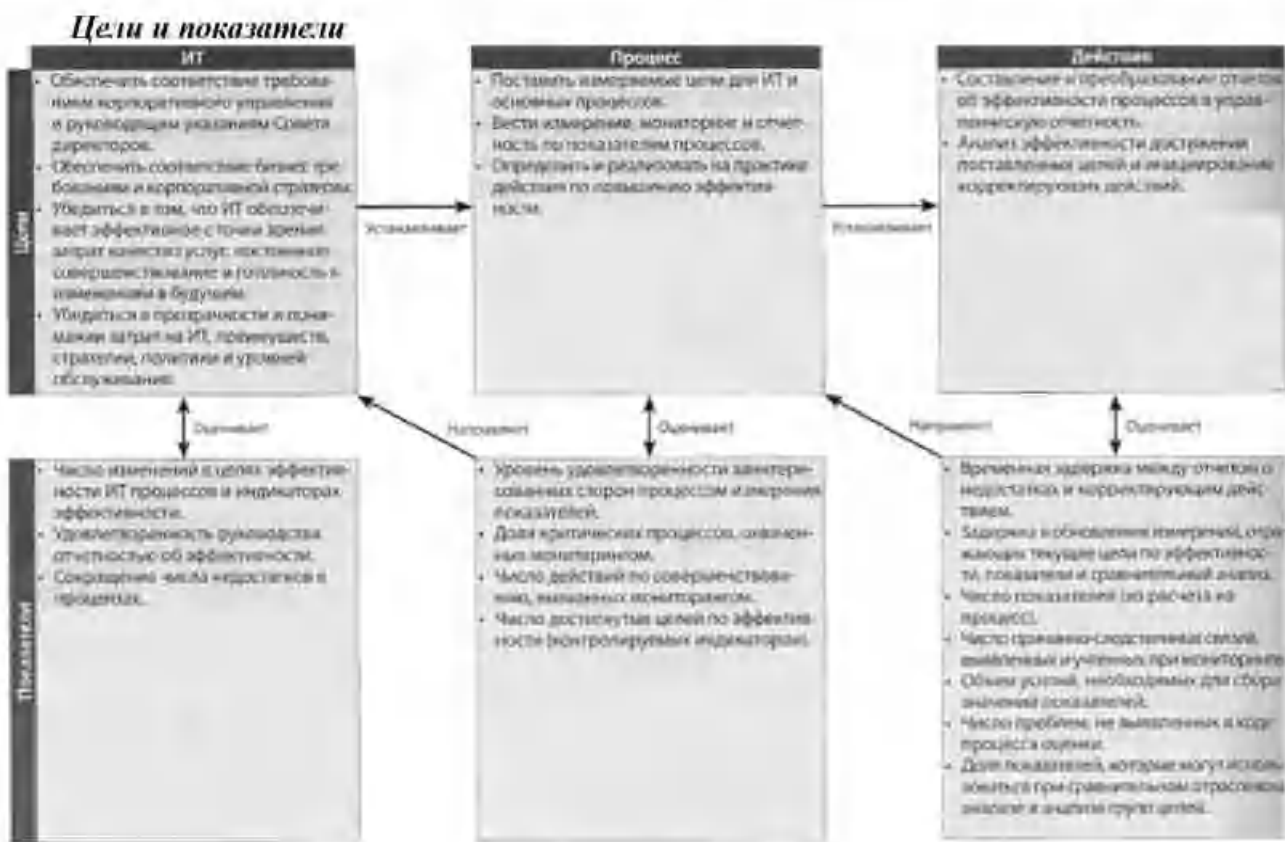 Цели и показатели
ИТ
Процесс
Действия
Цели
• Обеспечить соответствие требова-
ниям корпоративного управления
и руководящим указаниям Совета
директоров.
• Обеспечить соответствие бизнес тре-
бованиям и корпоративной стратегии.
• Убедиться в том, что ИТ обеспечи-
вает эффективное с точки зрения
затрат качество услуг, постоянное
совершенствование и готовность к
изменениям в будущем.
• Убедиться в прозрачности и пони-
мании затрат на ИТ, преимуществ,
стратегии, политики и уровней
обслуживания.
Устанавливает
• Поставить измеряемые цели для ИТ и
основных процессов.
• Вести измерение, мониторинг и отчет-
ность по показателям процессов.
• Определить и реализовать на практике
действия по повышению эффектив-
ности.
Устанавливает
• Составление и преобразование отчетов
об эффективности процессов в управ-
ленческую отчетность.
• Анализ эффективности достижения
поставленных целей и инициирование
корректирующих действий.
Оценивает
Направляет
Оценивает
Направляет
Оценивает
Показатели
• Число изменений в целях эффектив-
ности ИТ процессов и индикаторах
эффективности.
• Удовлетворенность руководства
отчетностью об эффективности.
• Сокращение числа недостатков в
процессах.
• Уровень удовлетворенности заинтере-
сованных сторон процессом измерения
показателей.
• Доля критических процессов, охвачен-
ных мониторингом.
• Число действий по совершенствова-
нию, вызванных мониторингом.
• Число достигнутых целей по эффектив-
ности (контролируемых индикатором).
• Временная задержка между отчетом о
недостатках и корректирующим дейс-
твием.
• Задержка в обновлении измерений, отра-
жающих текущие цели по эффективнос-
ти, показатели и сравнительный анализ.
• Число показателей (из расчета на
процесс).
• Число причинно-следственных связей,
выявленных и учтенных при мониторинге
• Объем усилий, необходимых для сбора
значений показателей.
• Число проблем, не выявленных в ходе
процесса оценки.
• Доля показателей, которые могут исполь-
зоваться при сравнительном отраслевом
анализе и анализе групп целей.